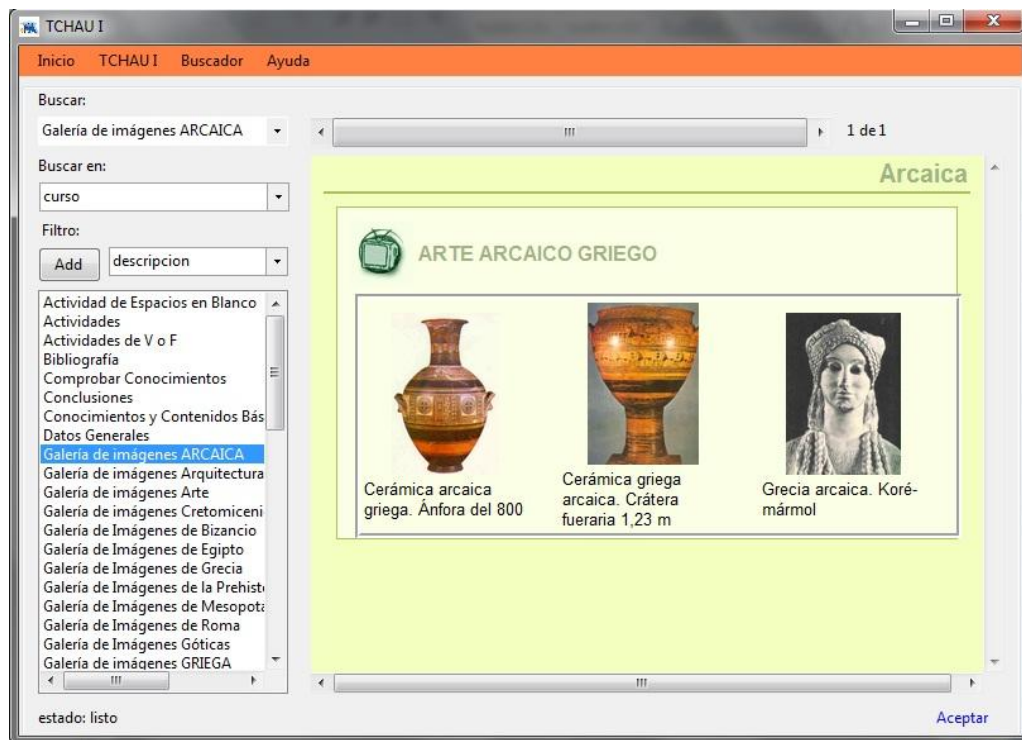 TCHAU I
Inicio TCHAU I Buscador Ayuda
Buscar:
Galería de imágenes ARCAICA
1 de 1
Buscar en:
curso
Filtro:
Add descripcion
Actividad de Espacios en Blanco
Actividades
Actividades de V o F
Bibliografía
Comprobar Conocimientos
Conclusiones
Conocimientos y Contenidos Bás
Datos Generales
Galería de imágenes ARCAICA
Galería de imágenes Arquitectura
Galería de imágenes Arte
Galería de imágenes Cretomiceni
Galería de Imágenes de Bizancio
Galería de Imágenes de Egipto
Galería de Imágenes de Grecia
Galería de Imágenes de la Prehist
Galería de Imágenes de Mesopota
Galería de Imágenes de Roma
Galería de Imágenes Góticas
Galería de imágenes GRIEGA
Arcaica
ARTE ARCAICO GRIEGO
Cerámica arcaica
griega. Ánfora del 800
Cerámica griega
arcaica. Crátera
fueraria 1,23 m
Grecia arcaica. Koré-
mármol
estado: listo
Aceptar